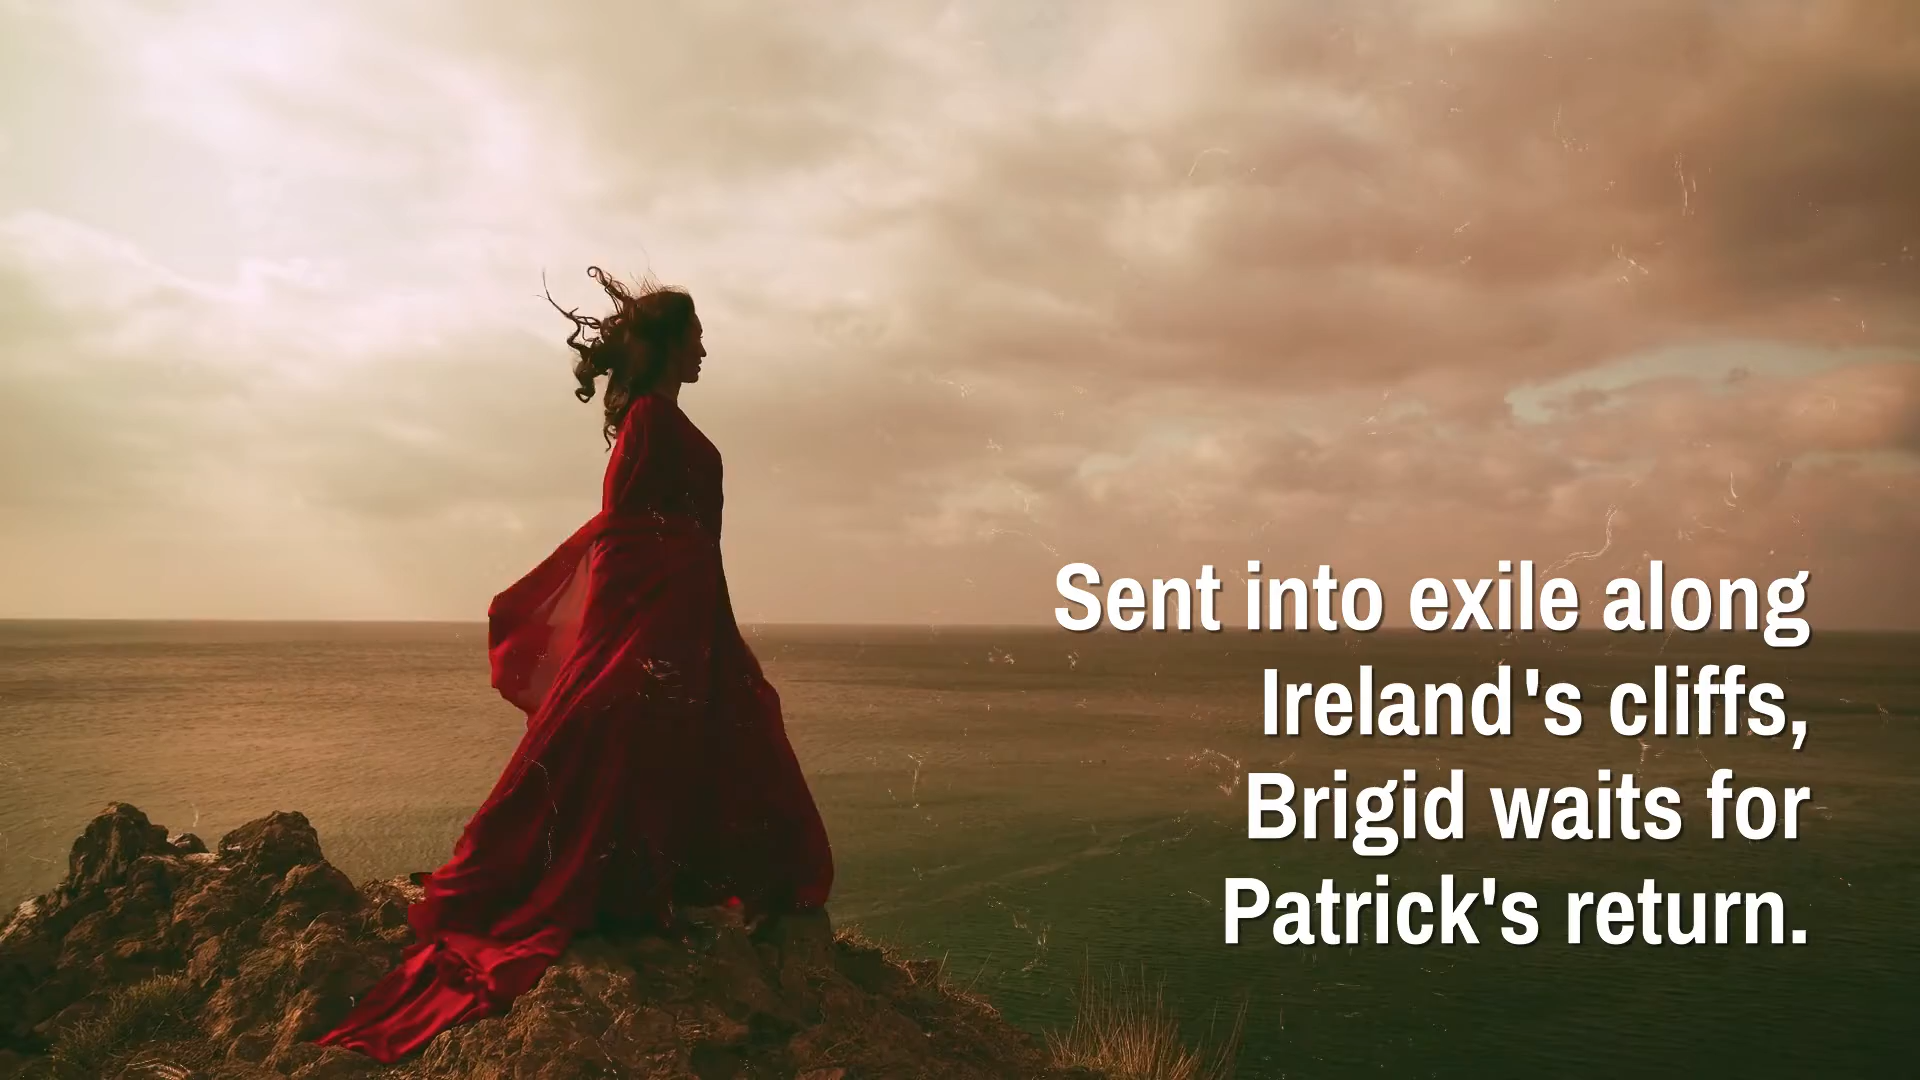 Sent into exile along
Ireland's cliffs,
Brigid waits for
Patrick's return.